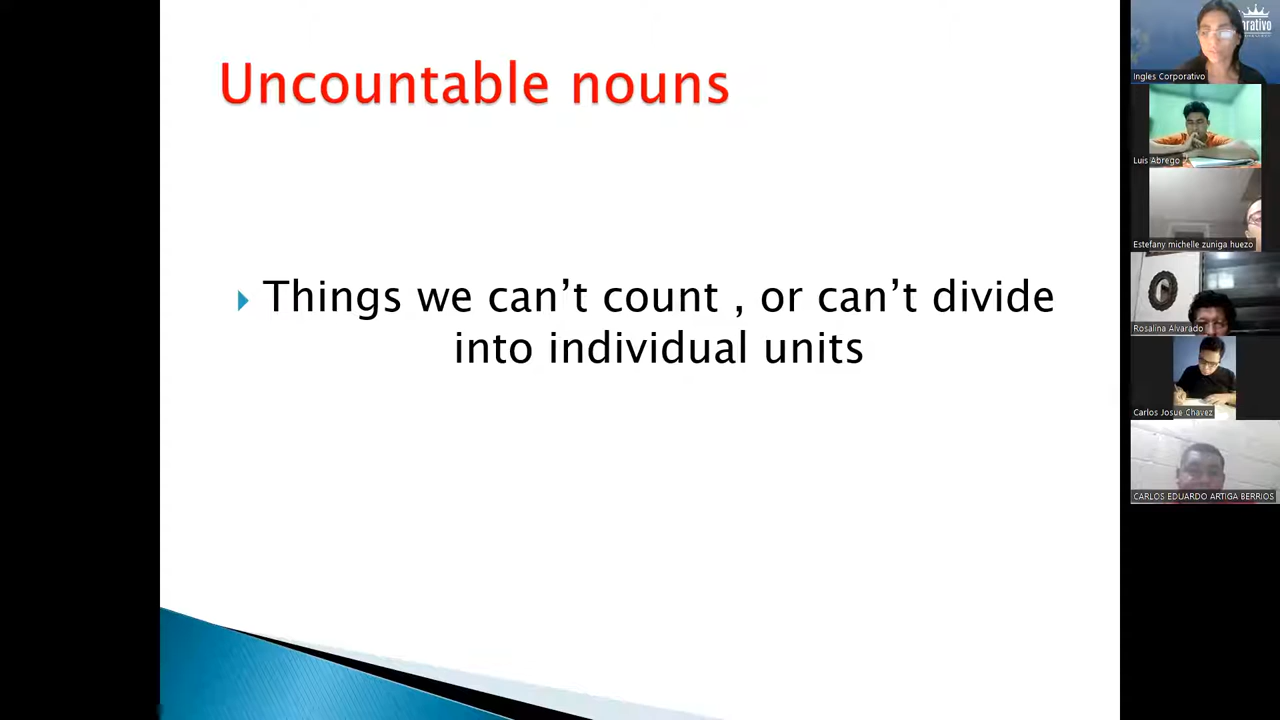 Uncountable nouns
Things we can’t count , or can’t divide
into individual units
rativo
Ingles Corporativo
Luis Abrego
Estefany michelle zuniga huezo
Rosalina Alvarado
Carlos Josue Chavez
CARLOS EDUARDO ARTIGA BERRIOS